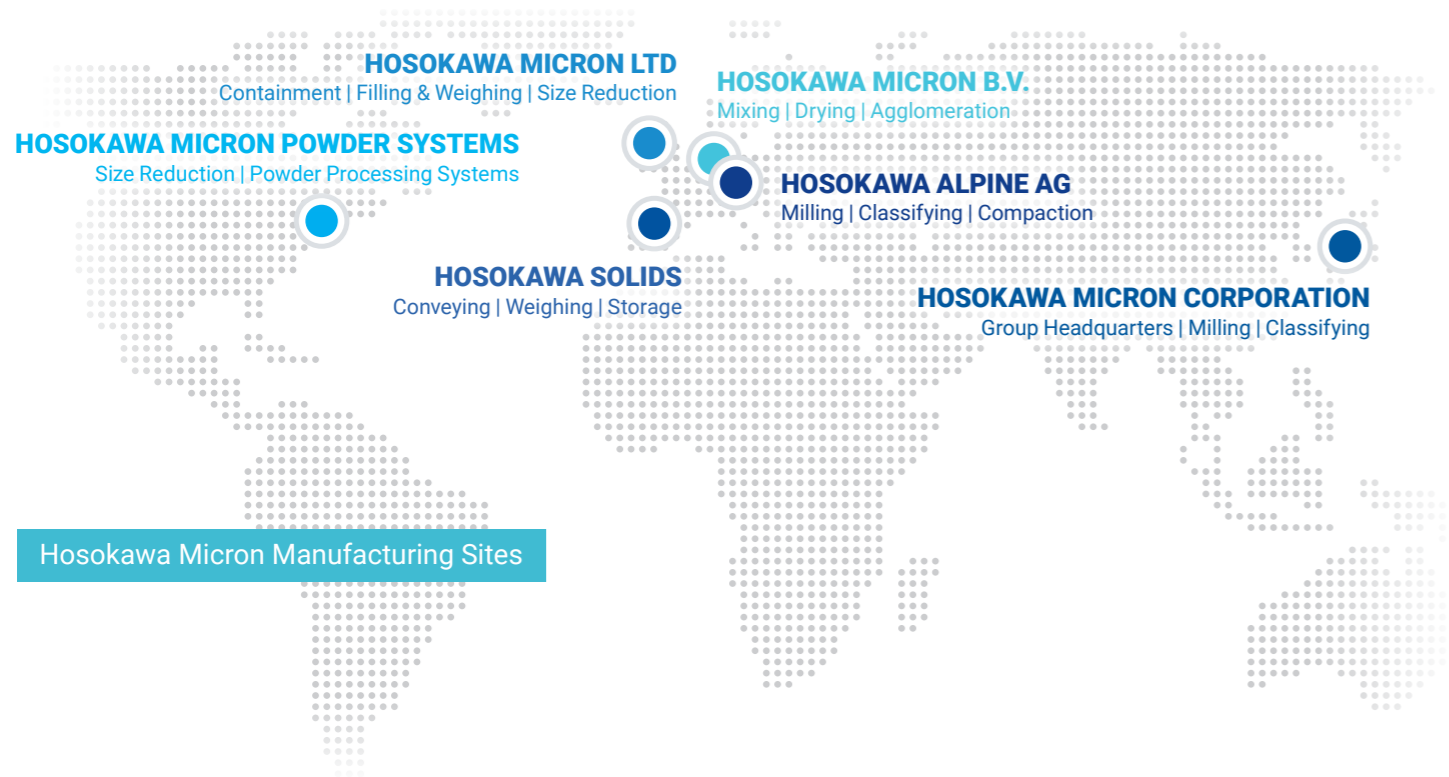 HOSOKAWA MICRON LTD
Containment | Filling & Weighing | Size Reduction
HOSOKAWA MICRON B.V.
Mixing | Drying | Agglomeration
HOSOKAWA MICRON POWDER SYSTEMS
Size Reduction | Powder Processing Systems
HOSOKAWA ALPINE AG
Milling | Classifying | Compaction
HOSOKAWA SOLIDS
Conveying | Weighing | Storage
HOSOKAWA MICRON CORPORATION
Group Headquarters | Milling | Classifying
Hosokawa Micron Manufacturing Sites